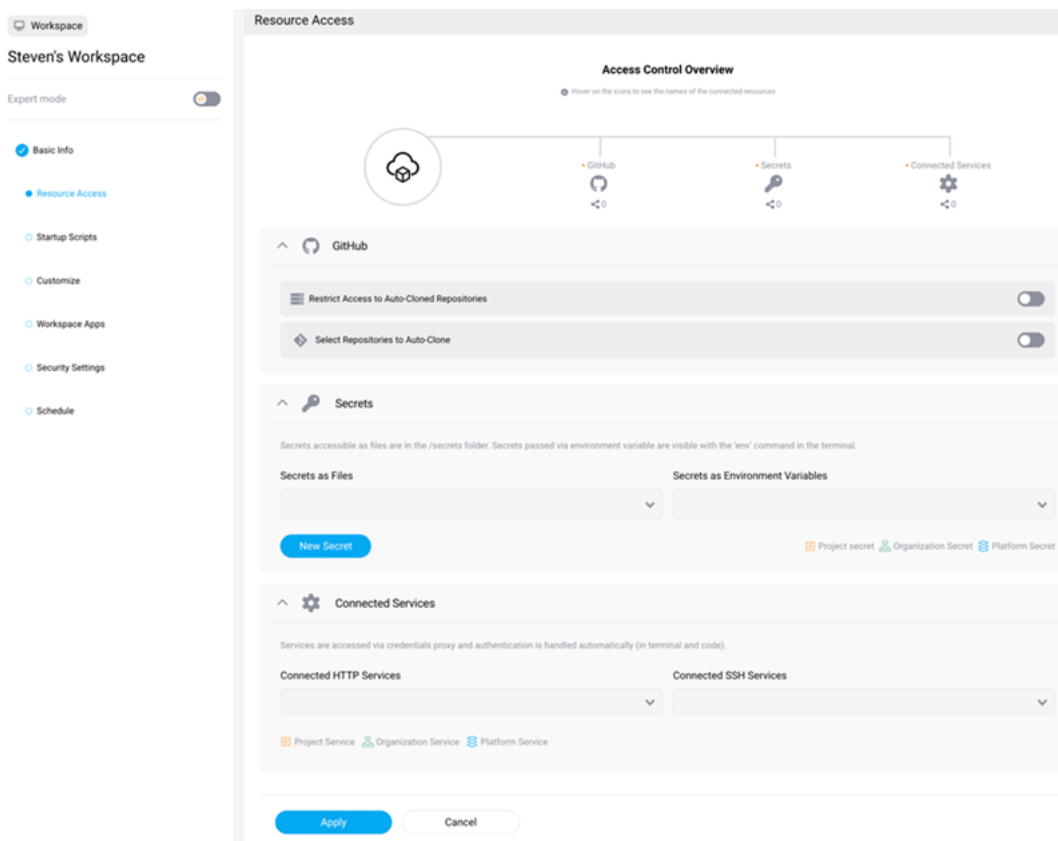 Workspace
Steven's Workspace
Expert mode
Basic Info
Resource Access
Startup Scripts
Customize
Workspace Apps
Security Settings
Schedule
Resource Access
Access Control Overview
Hover on the icons to see the names of the connected resources
GitHub
Secrets
Connected Services
0
0
0
GitHub
Restrict Access to Auto-Cloned Repositories
Select Repositories to Auto-Clone
Secrets
Secrets accessible as files are in the /secrets folder. Secrets passed via environment variable are visible with the 'env' command in the terminal.
Secrets as Files
Secrets as Environment Variables
New Secret
Project secret Organization Secret Platform Secret
Connected Services
Services are accessed via credentials proxy and authentication is handled automatically (in terminal and code).
Connected HTTP Services
Connected SSH Services
Project Service Organization Service Platform Service
Apply
Cancel